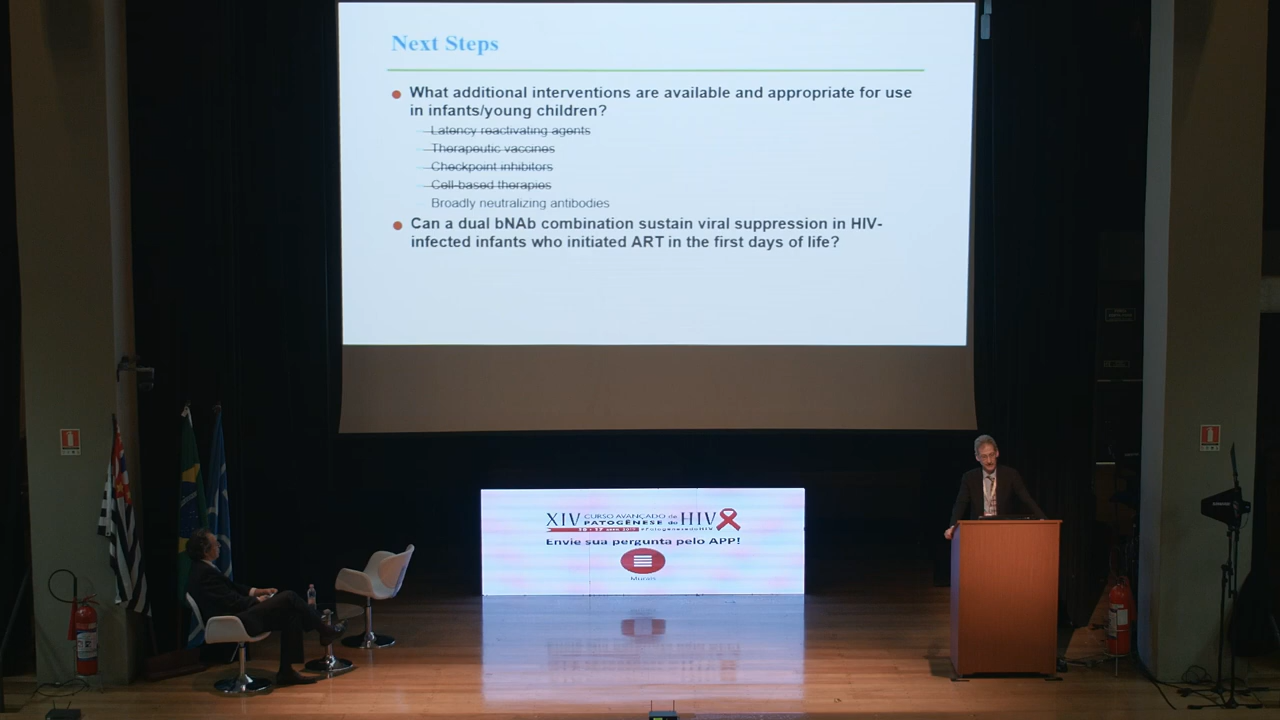 Next Steps
What additional interventions are available and appropriate for use
in infants/young children?
Latency reactivating agents
Therapeutic vaccines
Checkpoint inhibitors
Cell-based therapies
Broadly neutralizing antibodies
Can a dual bNAb combination sustain viral suppression in HIV-
infected infants who initiated ART in the first days of life?
XIV CURSO AVANÇADO de
PATOGÊNESE do HIV
#PatogenesedoHIV
Envie sua pergunta pelo APP!
Murais